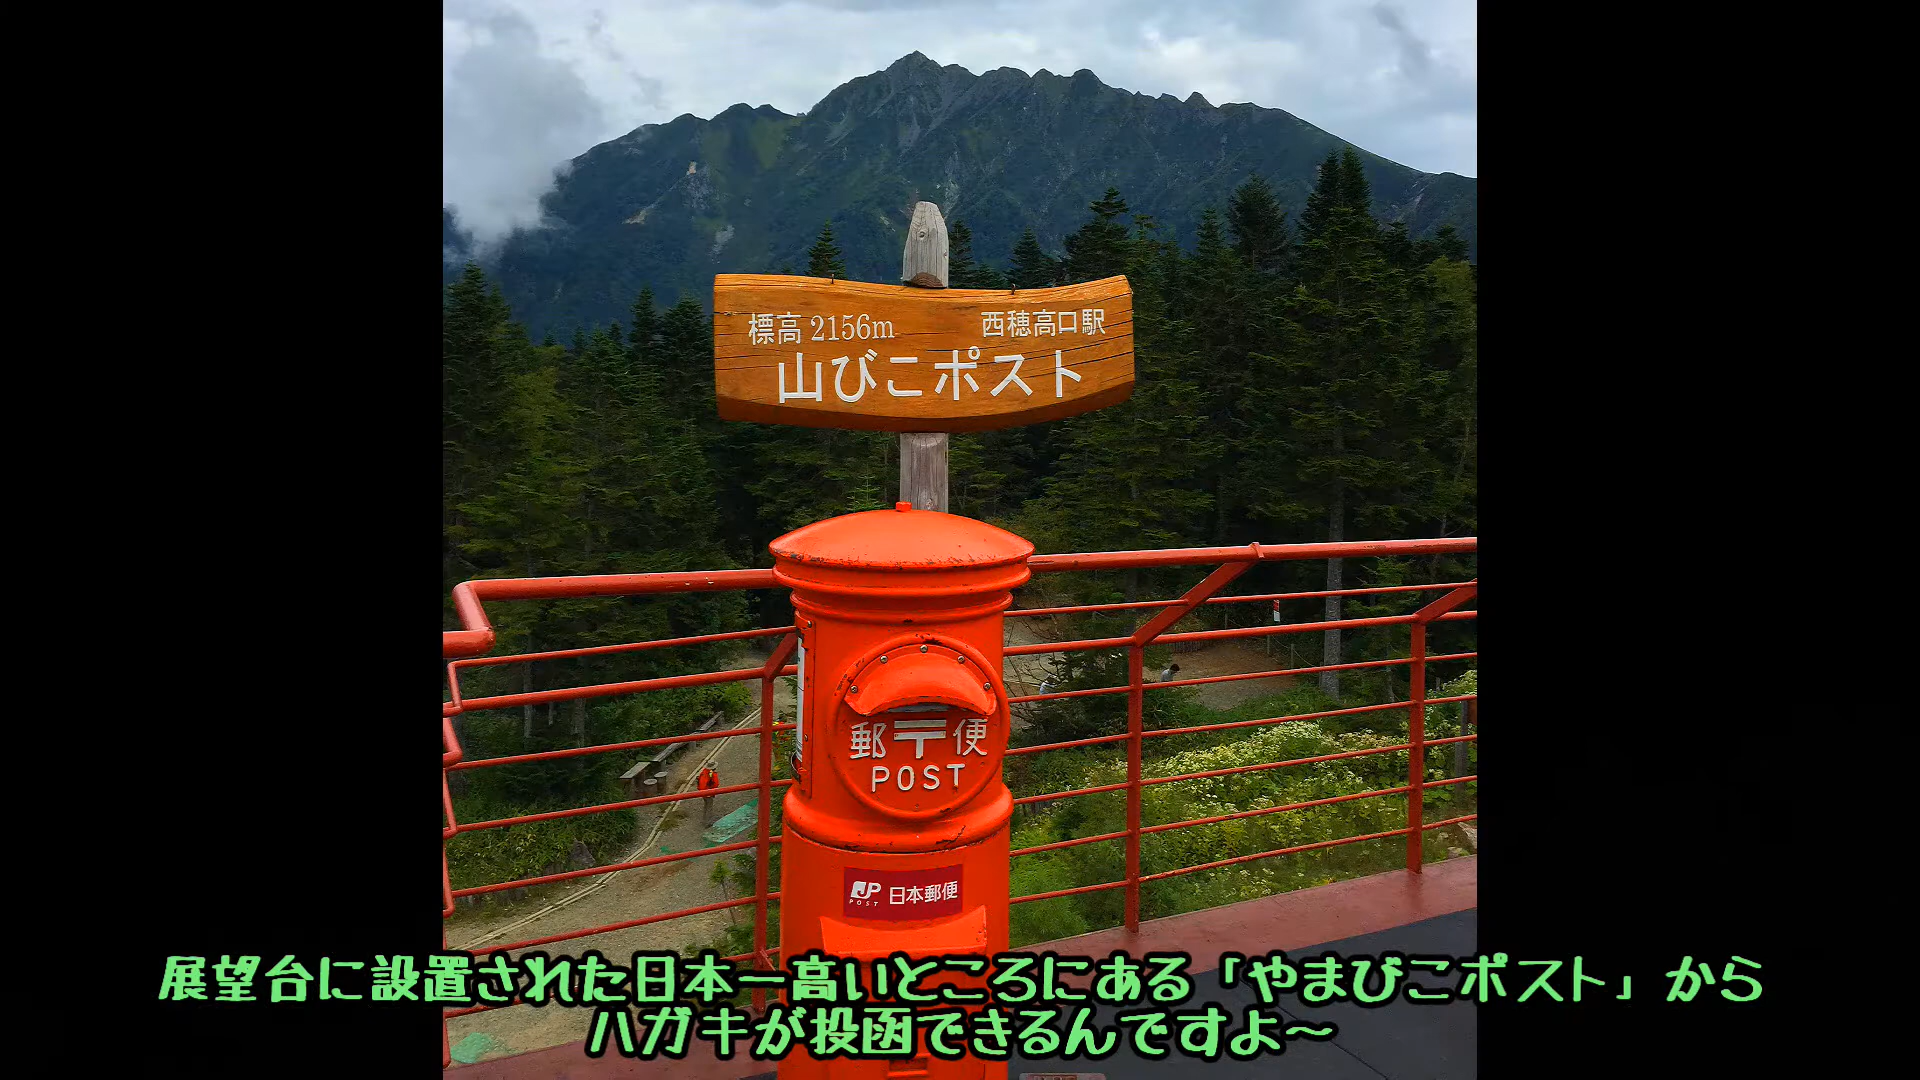 標高 2156m 西穂高口駅
山びこポスト
郵〒便
POST
JP 日本郵便
POST
展望台に設置された日本一高いところにある「やまびこポスト」から
ハガキが投函できるんですよ～